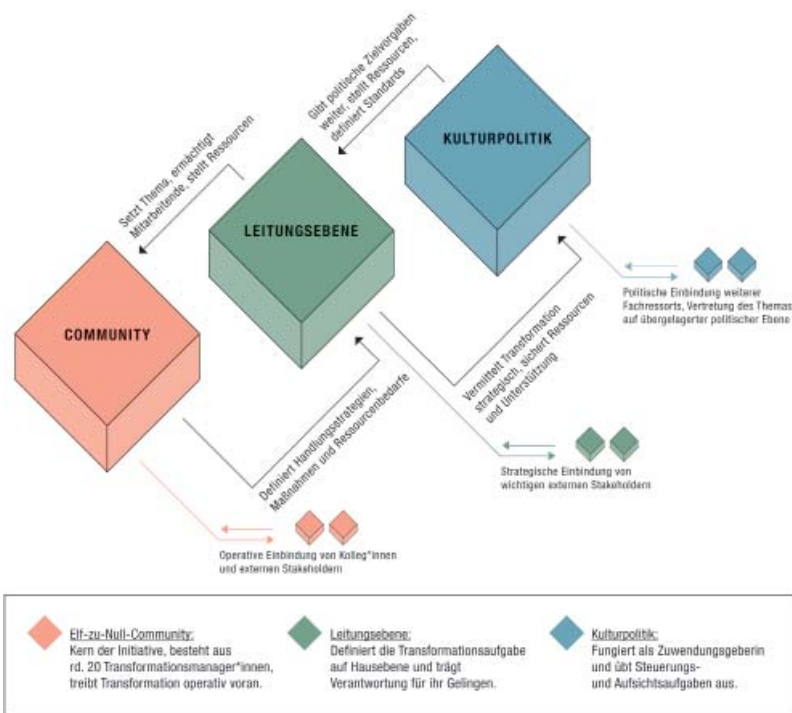 Gibt politische Zielvorgaben
weiter, stellt Ressourcen,
definiert Standards
KULTURPOLITIK
Setzt Thema, ermächtigt
Mitarbeitende, stellt Ressourcen
LEITUNGSEBENE
COMMUNITY
Politische Einbindung weiterer
Fachressorts, Vertretung des Themas
auf übergelagerter politischer Ebene
Vermittelt Transformation
strategisch, sichert Ressourcen
und Unterstützung
Definiert Handlungsstrategien,
Maßnahmen und Ressourcenbedarfe
Strategische Einbindung von
wichtigen externen Stakeholdern
Operative Einbindung von Kolleg*innen
und externen Stakeholdern
Elf-zu-Null-Community:
Kern der Initiative, besteht aus
rd. 20 Transformationsmanager*innen,
treibt Transformation operativ voran.
Leitungsebene:
Definiert die Transformationsaufgabe
auf Hausebene und trägt
Verantwortung für ihr Gelingen.
Kulturpolitik:
Fungiert als Zuwendungsgeberin
und übt Steuerungs-
und Aufsichtsaufgaben aus.